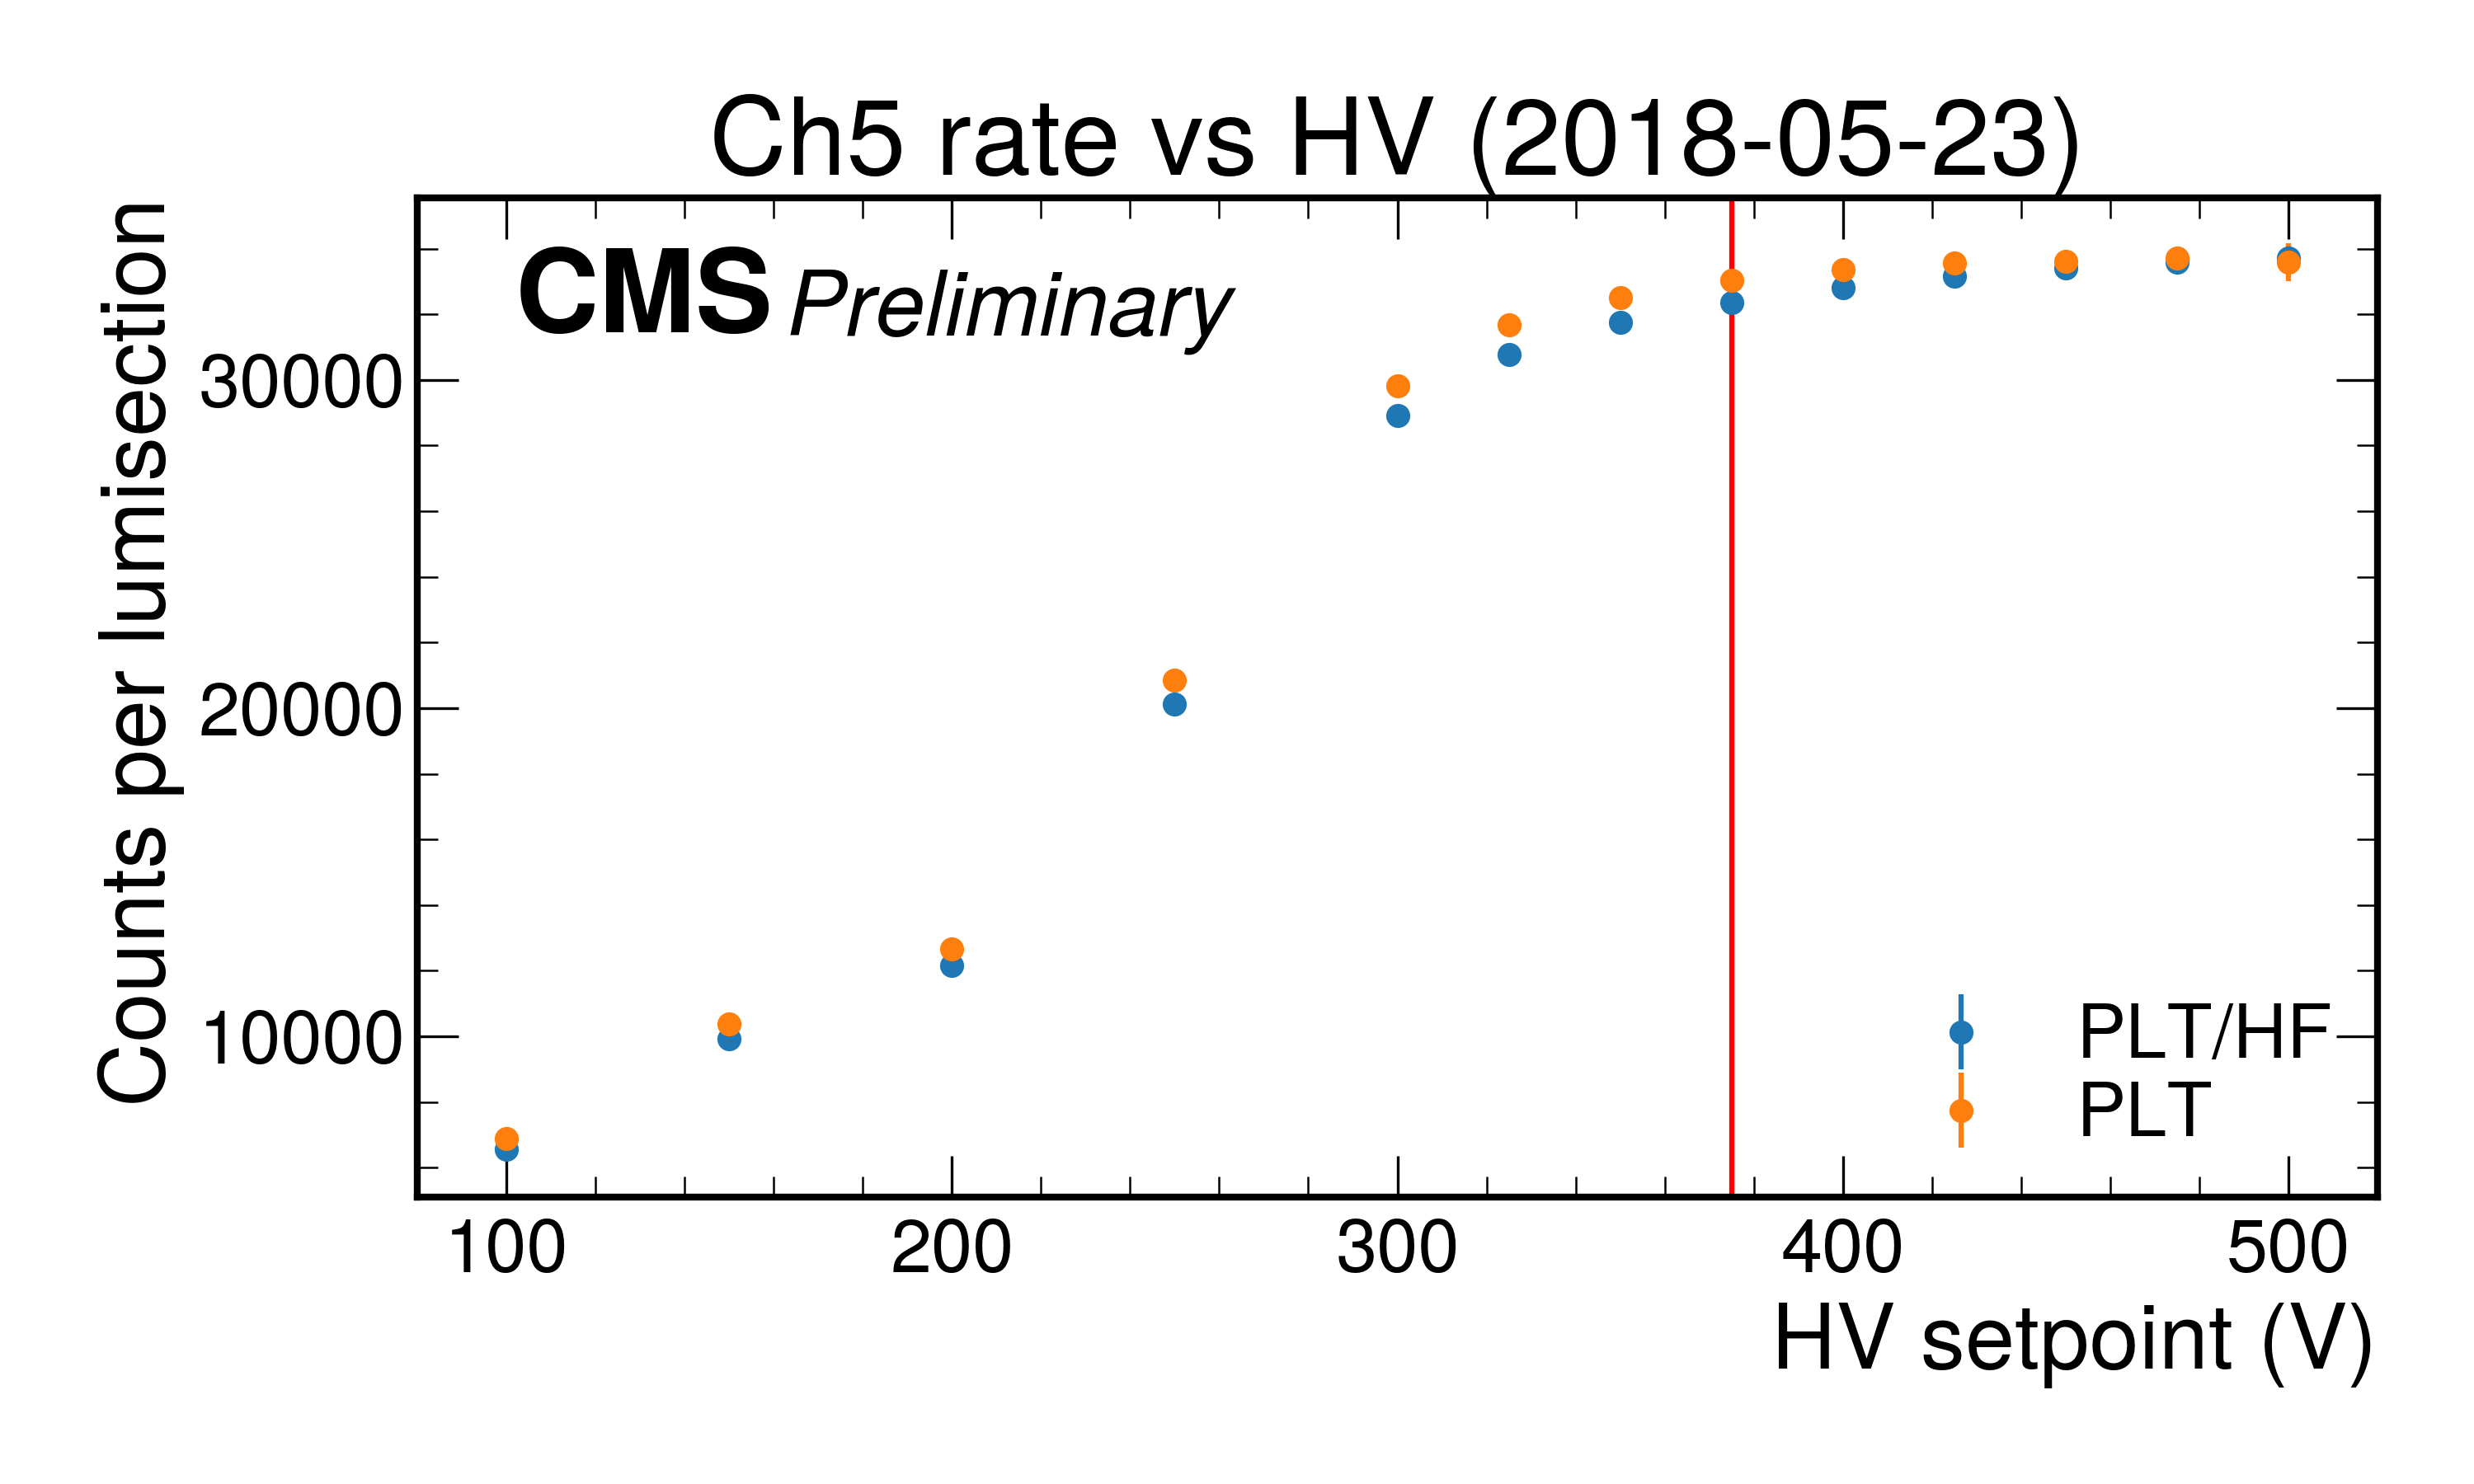 Ch5 rate vs HV (2018-05-23)
CMS Preliminary
Counts per lumisection
30000
20000
10000
PLT/HF
PLT
100 200 300 400 500
HV setpoint (V)